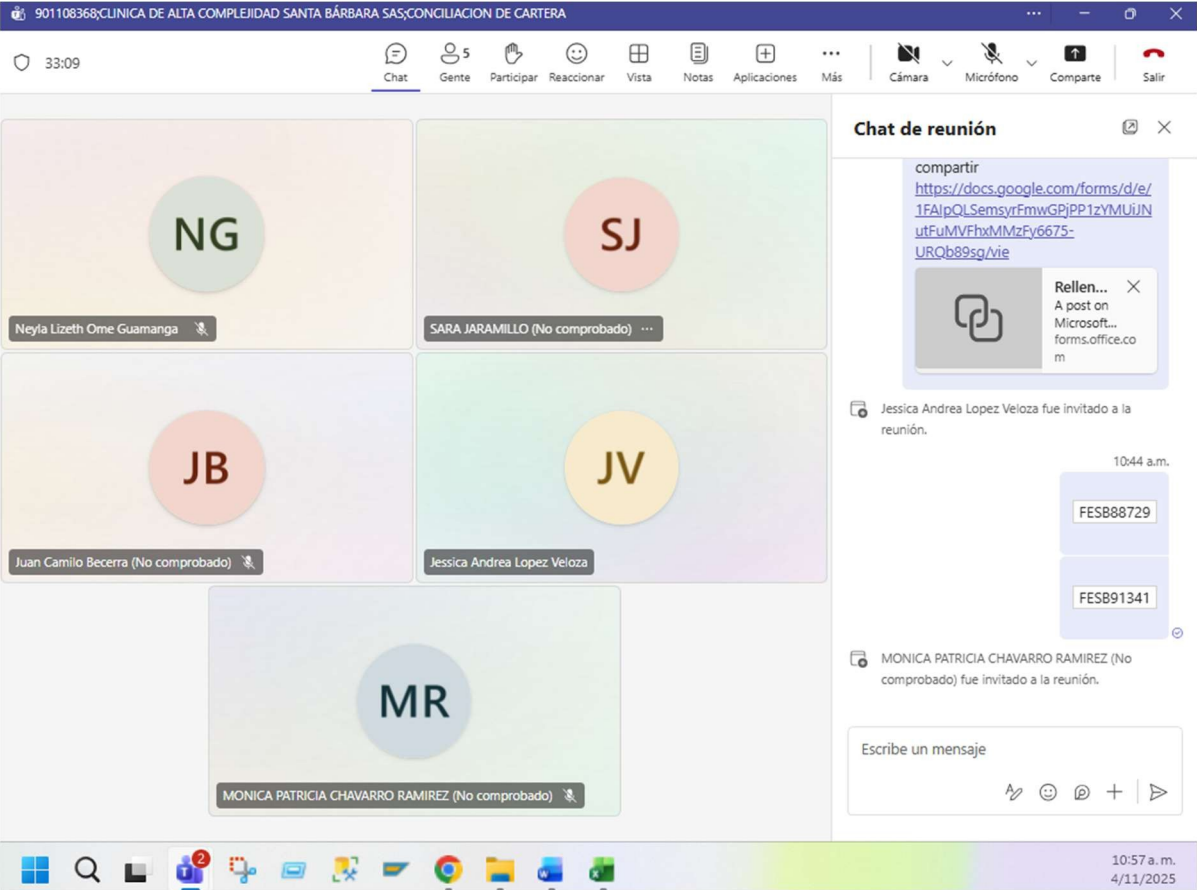 901108368;CLINICA DE ALTA COMPLEJIDAD SANTA BÁRBARA SAS;CONCILIACION DE CARTERA
33:09
Chat
5
Gente
Participar
Reaccionar
Vista
Notas
Aplicaciones
Más
Cámara
Micrófono
Comparte
Salir
NG
Neyla Lizeth Ome Guamanga
SJ
SARA JARAMILLO (No comprobado)
JB
Juan Camilo Becerra (No comprobado)
JV
Jessica Andrea Lopez Veloza
MR
MONICA PATRICIA CHAVARRO RAMIREZ (No comprobado)
Chat de reunión
compartir
https://docs.google.com/forms/d/e/
1FAIpQLSemsyrFmwGPjPP1zYMUiJN
utFuMVFhxMMzFy6675-
URQb89sg/vie
Rellen...
A post on
Microsoft...
forms.office.co
m
Jessica Andrea Lopez Veloza fue invitado a la
reunión.
10:44 a.m.
FESB88729
FESB91341
MONICA PATRICIA CHAVARRO RAMIREZ (No
comprobado) fue invitado a la reunión.
Escribe un mensaje
2
10:57 a. m.
4/11/2025